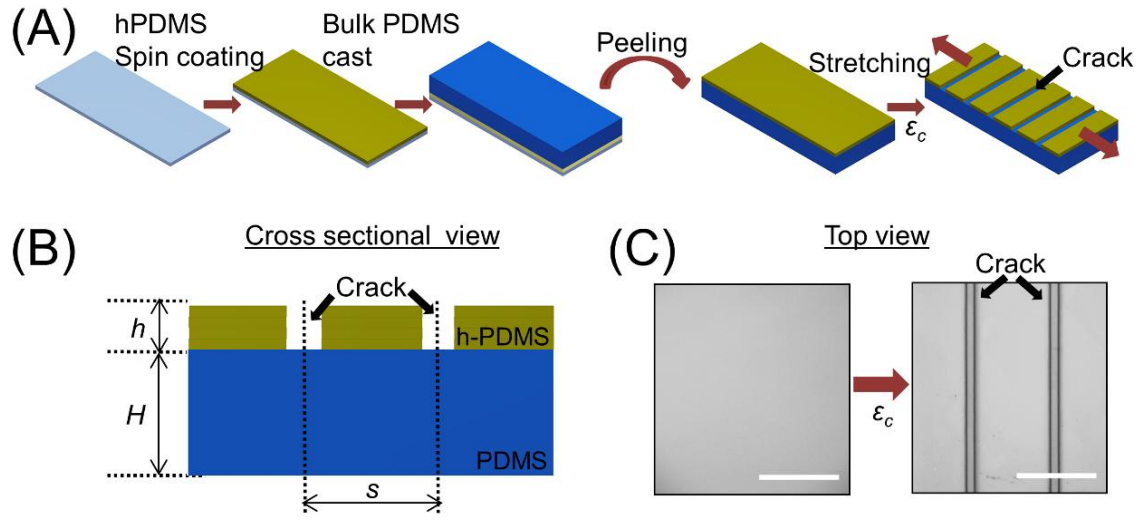 (A)
hPDMS
Spin coating
Bulk PDMS
cast
Peeling
Stretching
εc
Crack
(B)
Cross sectional view
Crack
h
h-PDMS
H
PDMS
s
(C)
Top view
Crack
εc